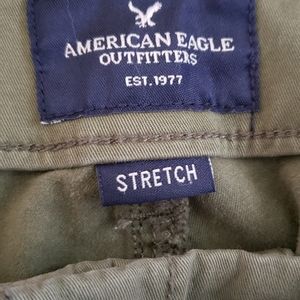 AMERICAN EAGLE
OUTFITTERS
EST. 1977
STRETCH